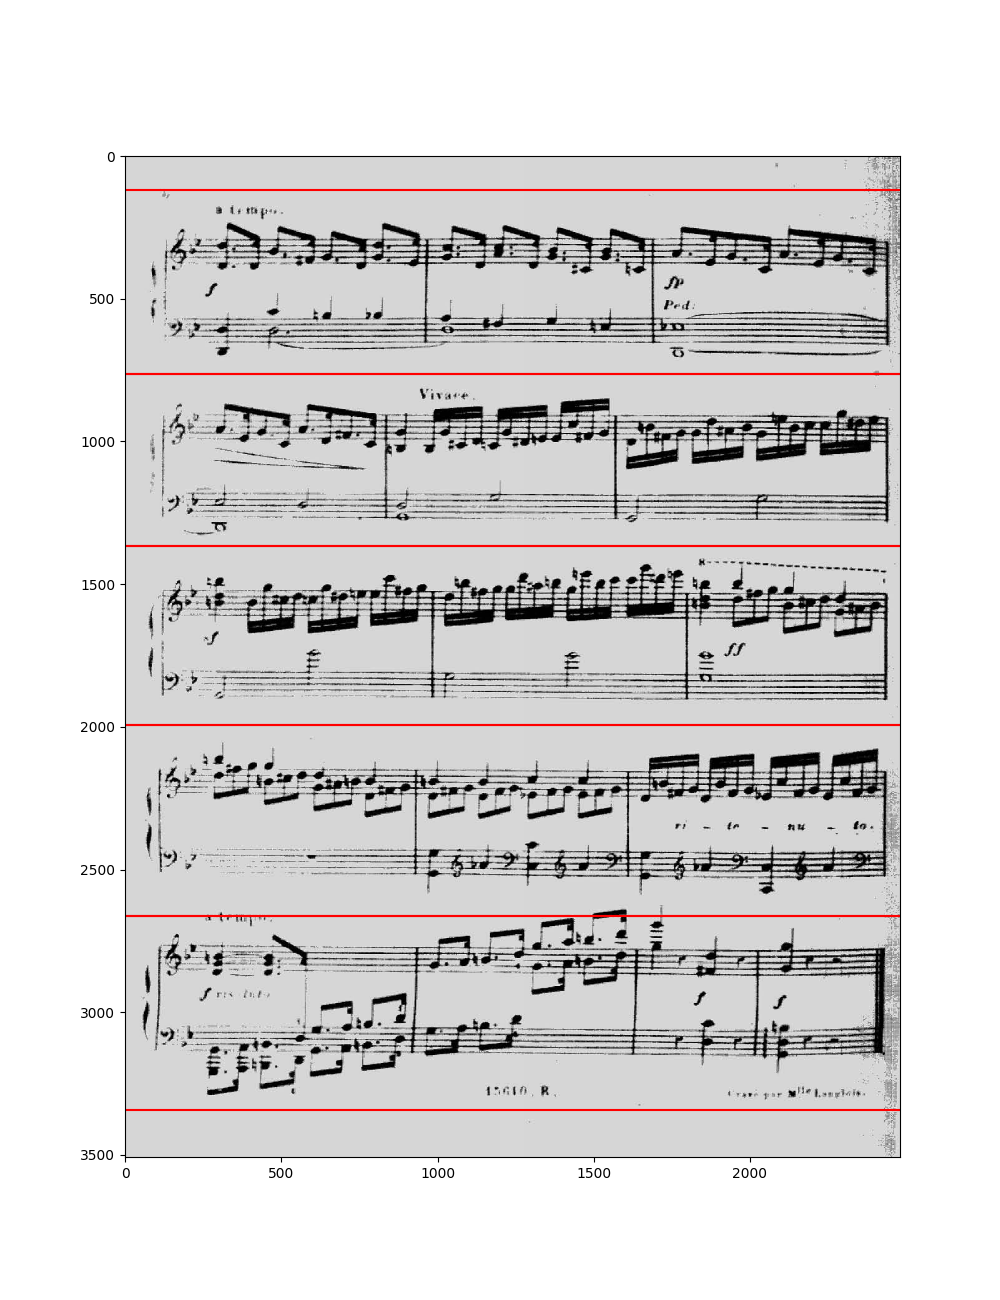 0
500
1000
1500
2000
2500
3000
3500
0
500
1000
1500
2000
a tempo.
f
fp
Ped:
Vivace.
f
8
ff
ri - te - nu - to.
a tempo.
f risoluto
f
f
15610. R.
Gravé par Mlle Langlois.